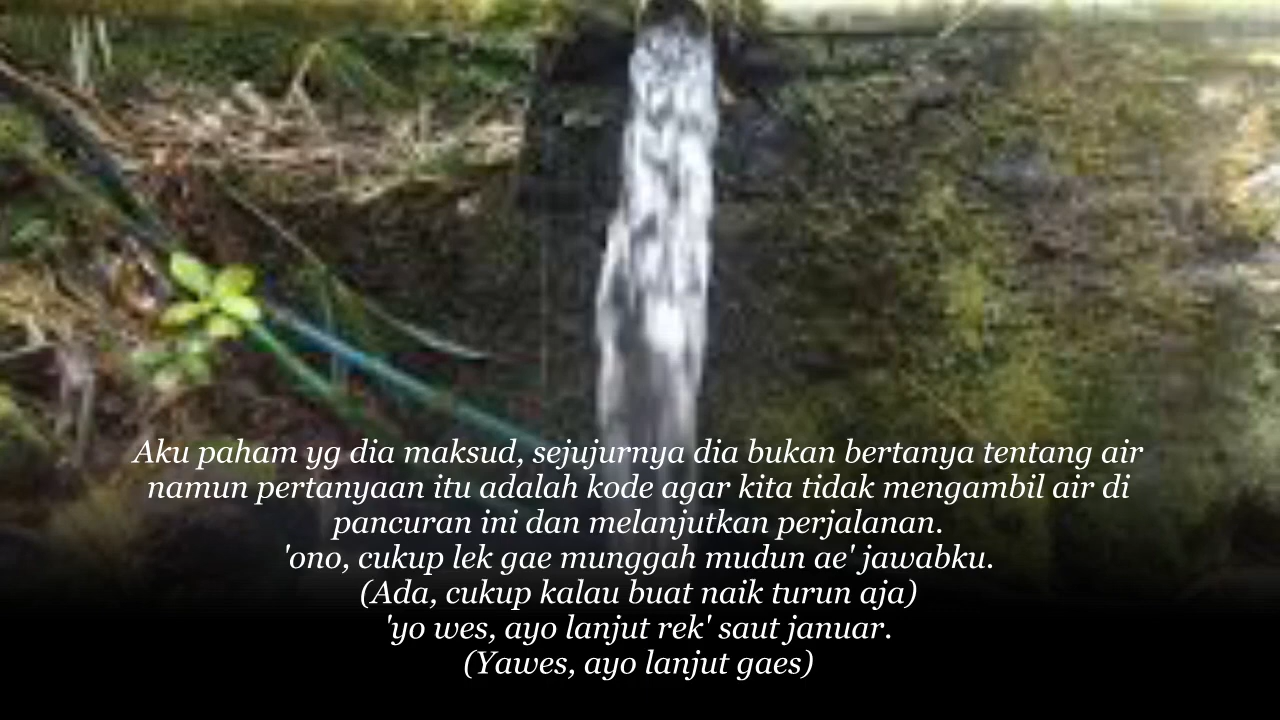 Aku paham yg dia maksud, sejujurnya dia bukan bertanya tentang air
namun pertanyaan itu adalah kode agar kita tidak mengambil air di
pancuran ini dan melanjutkan perjalanan.
'ono, cukup lek gae munggah mudun ae' jawabku.
(Ada, cukup kalau buat naik turun aja)
'yo wes, ayo lanjut rek' saut januar.
(Yawes, ayo lanjut gaes)